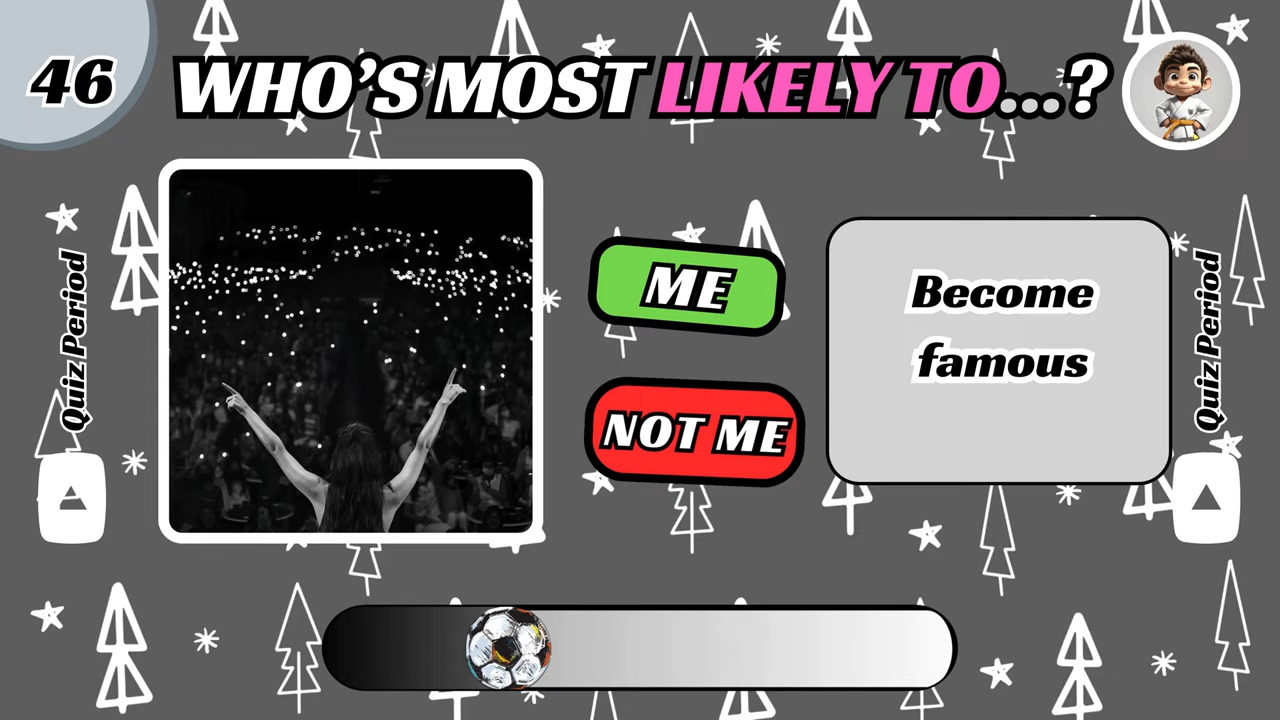 46
WHO'S MOST LIKELY TO...?
Quiz Period
ME
NOT ME
Become
famous
Quiz Period